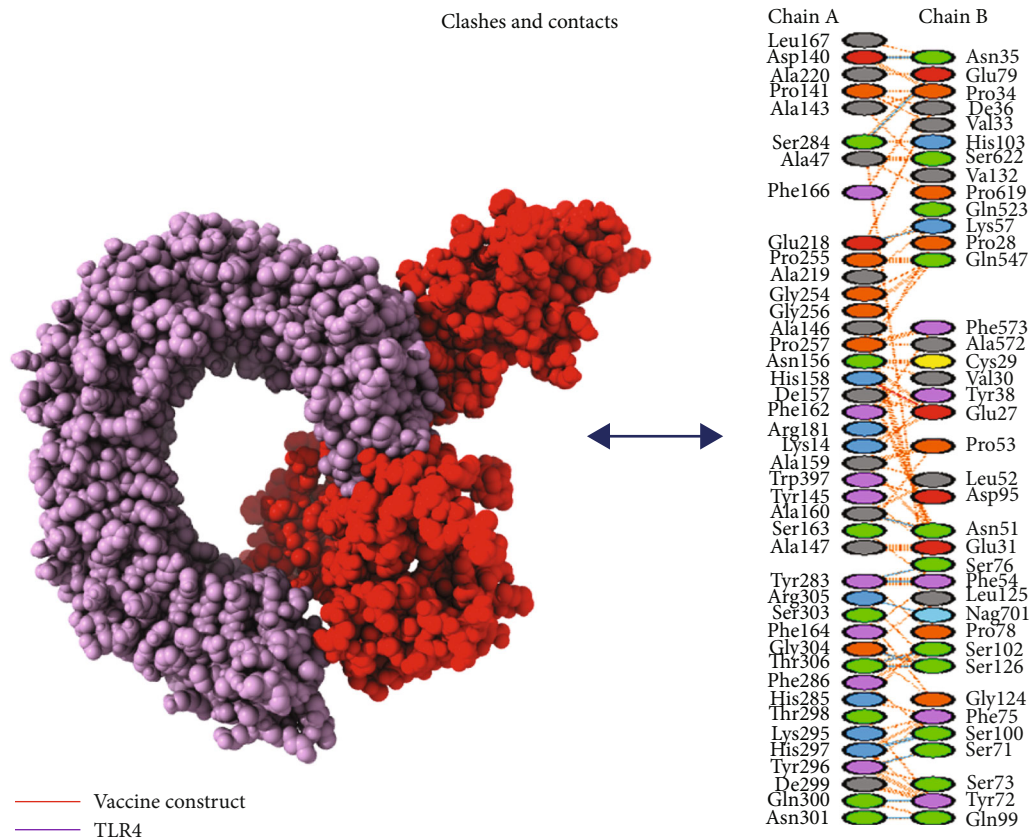 Clashes and contacts
Chain A
Chain B
Leu167
Asp140
Ala220
Pro141
Ala143
Ser284
Ala47
Phe166
Glu218
Pro255
Ala219
Gly254
Gly256
Ala146
Pro257
Asn156
His158
De157
Phe162
Arg181
Lys14
Ala159
Trp397
Tyr145
Ala160
Ser163
Ala147
Tyr283
Arg305
Ser303
Phe164
Gly304
Thr306
Phe286
His285
Thr298
Lys295
His297
Tyr296
De299
Gln300
Asn301
Asn35
Glu79
Pro34
De36
Val33
His103
Ser622
Va132
Pro619
Gln523
Lys57
Pro28
Gln547
Phe573
Ala572
Cys29
Val30
Tyr38
Glu27
Pro53
Leu52
Asp95
Asn51
Glu31
Ser76
Phe54
Leu125
Nag701
Pro78
Ser102
Ser126
Gly124
Phe75
Ser100
Ser71
Ser73
Tyr72
Gln99
Vaccine construct
TLR4